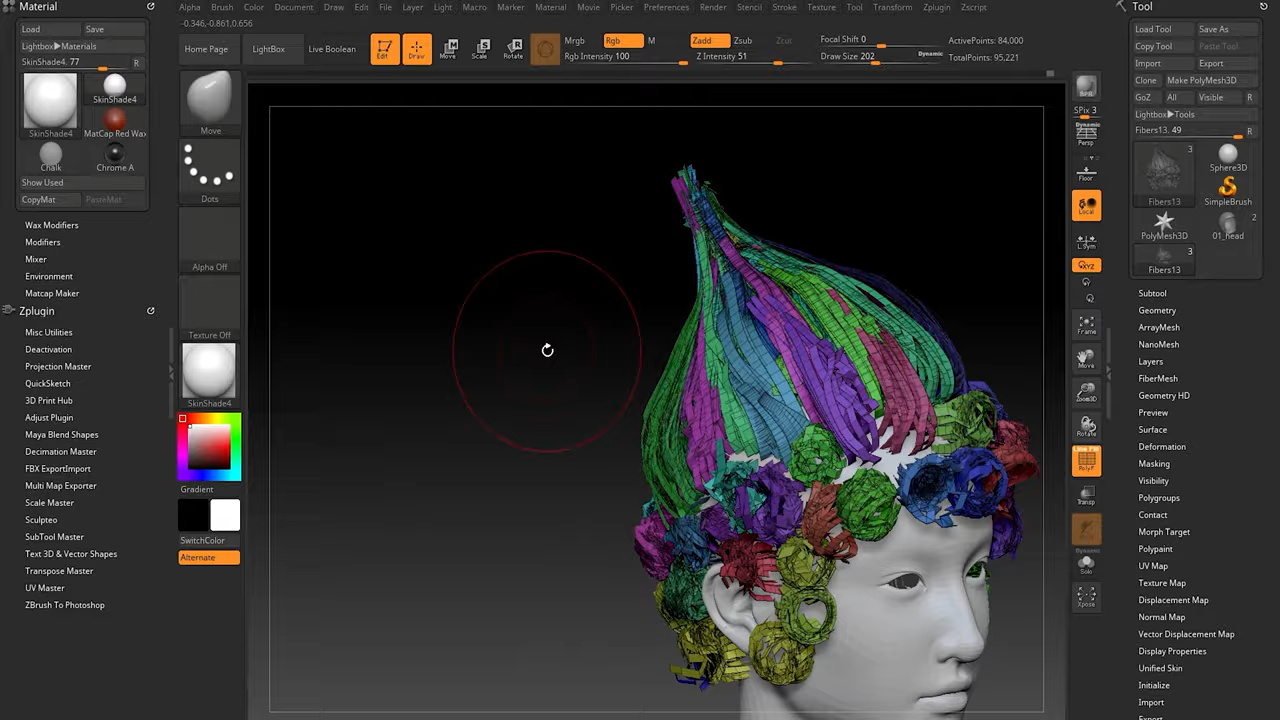 Material
Load
Save
Lightbox▶Materials
SkinShade4. 77
R
SkinShade4
SkinShade4
MatCap Red Wax
Chalk
Chrome A
Show Used
CopyMat
PasteMat
Wax Modifiers
Modifiers
Mixer
Environment
Matcap Maker
Zplugin
Misc Utilities
Deactivation
Projection Master
QuickSketch
3D Print Hub
Adjust Plugin
Maya Blend Shapes
Decimation Master
FBX ExportImport
Multi Map Exporter
Scale Master
Sculpteo
SubTool Master
Text 3D & Vector Shapes
Transpose Master
UV Master
ZBrush To Photoshop
Alpha Brush Color Document Draw Edit File Layer Light Macro Marker Material Movie Picker Preferences Render Stencil Stroke Texture Tool Transform Zplugin Zscript
-0.346,-0.861,0.656
Home Page
LightBox
Live Boolean
Edit
Draw
Move
Scale
Rotate
Mrgb
Rgb
M
Rgb Intensity 100
Zadd
Zsub
Zcut
Z Intensity 51
Focal Shift 0
Draw Size 202
Dynamic
ActivePoints: 84,000
TotalPoints: 95,221
Move
Dots
Alpha Off
Texture Off
SkinShade4
Gradient
SwitchColor
Alternate
BPR
SPix 3
Dynamic
Persp
Floor
Local
L.Sym
XYZ
Frame
Move
Zoom3D
Rotate
Line Fill
PolyF
Transp
Dynamic
Solo
Xpose
Tool
Load Tool
Save As
Copy Tool
Paste Tool
Import
Export
Clone
Make PolyMesh3D
GoZ
All
Visible
R
Lightbox▶Tools
Fibers13. 49
R
3
Fibers13
Sphere3D
SimpleBrush
PolyMesh3D
2
01_head
3
Fibers13
Subtool
Geometry
ArrayMesh
NanoMesh
Layers
FiberMesh
Geometry HD
Preview
Surface
Deformation
Masking
Visibility
Polygroups
Contact
Morph Target
Polypaint
UV Map
Texture Map
Displacement Map
Normal Map
Vector Displacement Map
Display Properties
Unified Skin
Initialize
Import
Export